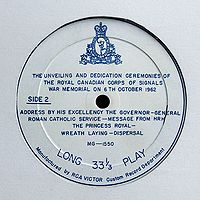 THE UNVEILING AND DEDICATION CEREMONIES OF
THE ROYAL CANADIAN CORPS OF SIGNALS
WAR MEMORIAL ON 6TH OCTOBER 1962
SIDE 2
ADDRESS BY HIS EXCELLENCY THE GOVERNOR-GENERAL
ROMAN CATHOLIC SERVICE-MESSAGE FROM HRH
THE PRINCESS ROYAL-
WREATH LAYING-DISPERSAL
MG-1550
LONG 33⅓ PLAY
Manufactured by RCA VICTOR Custom Record Department